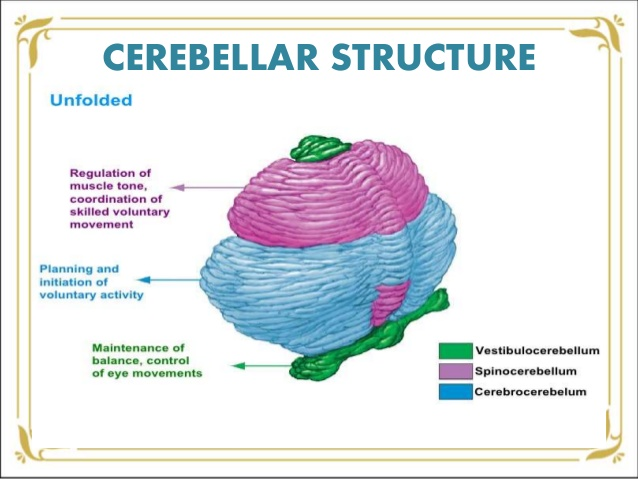 CEREBELLAR STRUCTURE
Unfolded
Regulation of
muscle tone,
coordination of
skilled voluntary
movement
Planning and
initiation of
voluntary activity
Maintenance of
balance, control
of eye movements
Vestibulocerebellum
Spinocerebellum
Cerebrocerebelum